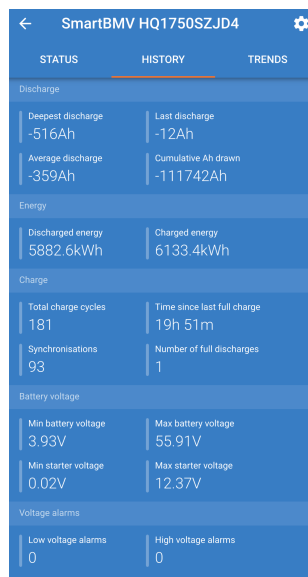 SmartBMV HQ1750SZJD4
STATUS HISTORY TRENDS
Discharge
Deepest discharge Last discharge
-516Ah -12Ah
Average discharge Cumulative Ah drawn
-359Ah -111742Ah
Energy
Discharged energy Charged energy
5882.6kWh 6133.4kWh
Charge
Total charge cycles Time since last full charge
181 19h 51m
Synchronisations Number of full discharges
93 1
Battery voltage
Min battery voltage Max battery voltage
3.93V 55.91V
Min starter voltage Max starter voltage
0.02V 12.37V
Voltage alarms
Low voltage alarms High voltage alarms
0 0